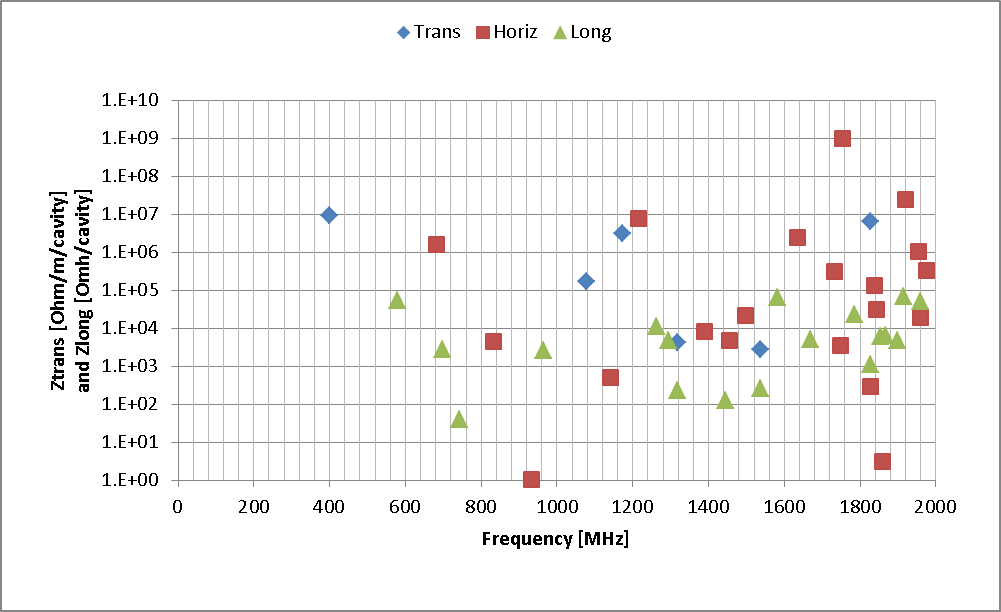 Trans Horiz Long
1.E+10
1.E+09
1.E+08
1.E+07
1.E+06
1.E+05
1.E+04
1.E+03
1.E+02
1.E+01
1.E+00
Ztrans [Ohm/m/cavity]
and Zlong [Omh/cavity]
0 200 400 600 800 1000 1200 1400 1600 1800 2000
Frequency [MHz]